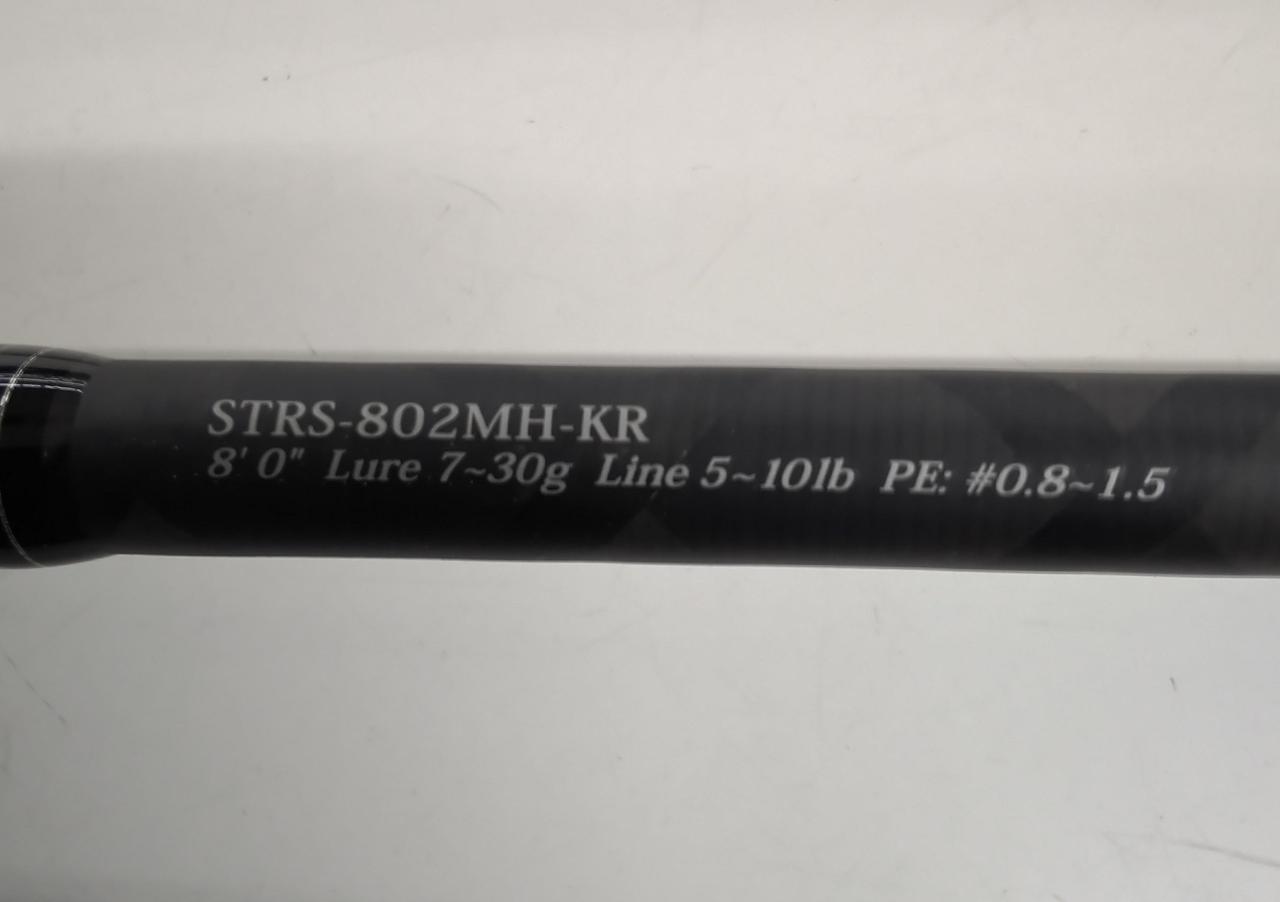 STRS-802MH-KR
8' 0" Lure 7~30g Line 5~10lb PE: #0.8~1.5